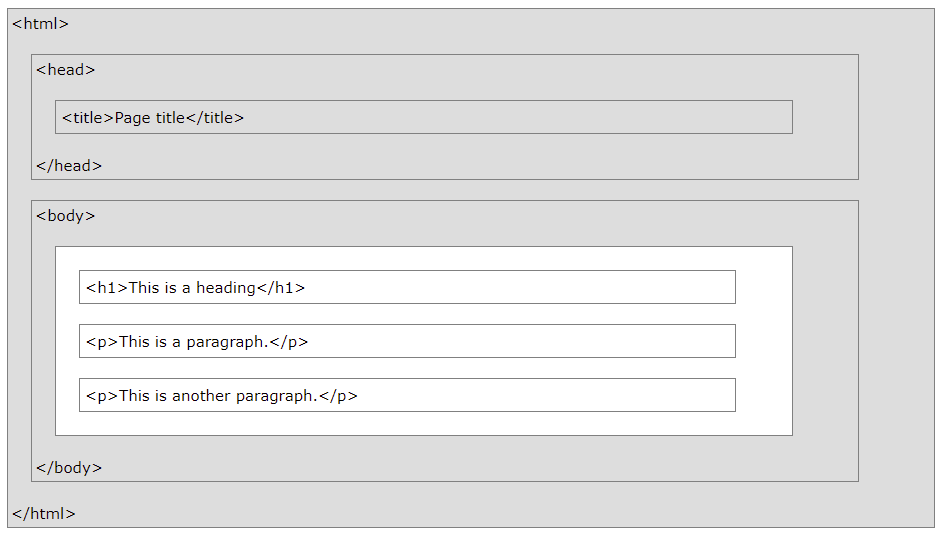 <html>
<head>
<title>Page title</title>
</head>
<body>
<h1>This is a heading</h1>
<p>This is a paragraph.</p>
<p>This is another paragraph.</p>
</body>
</html>